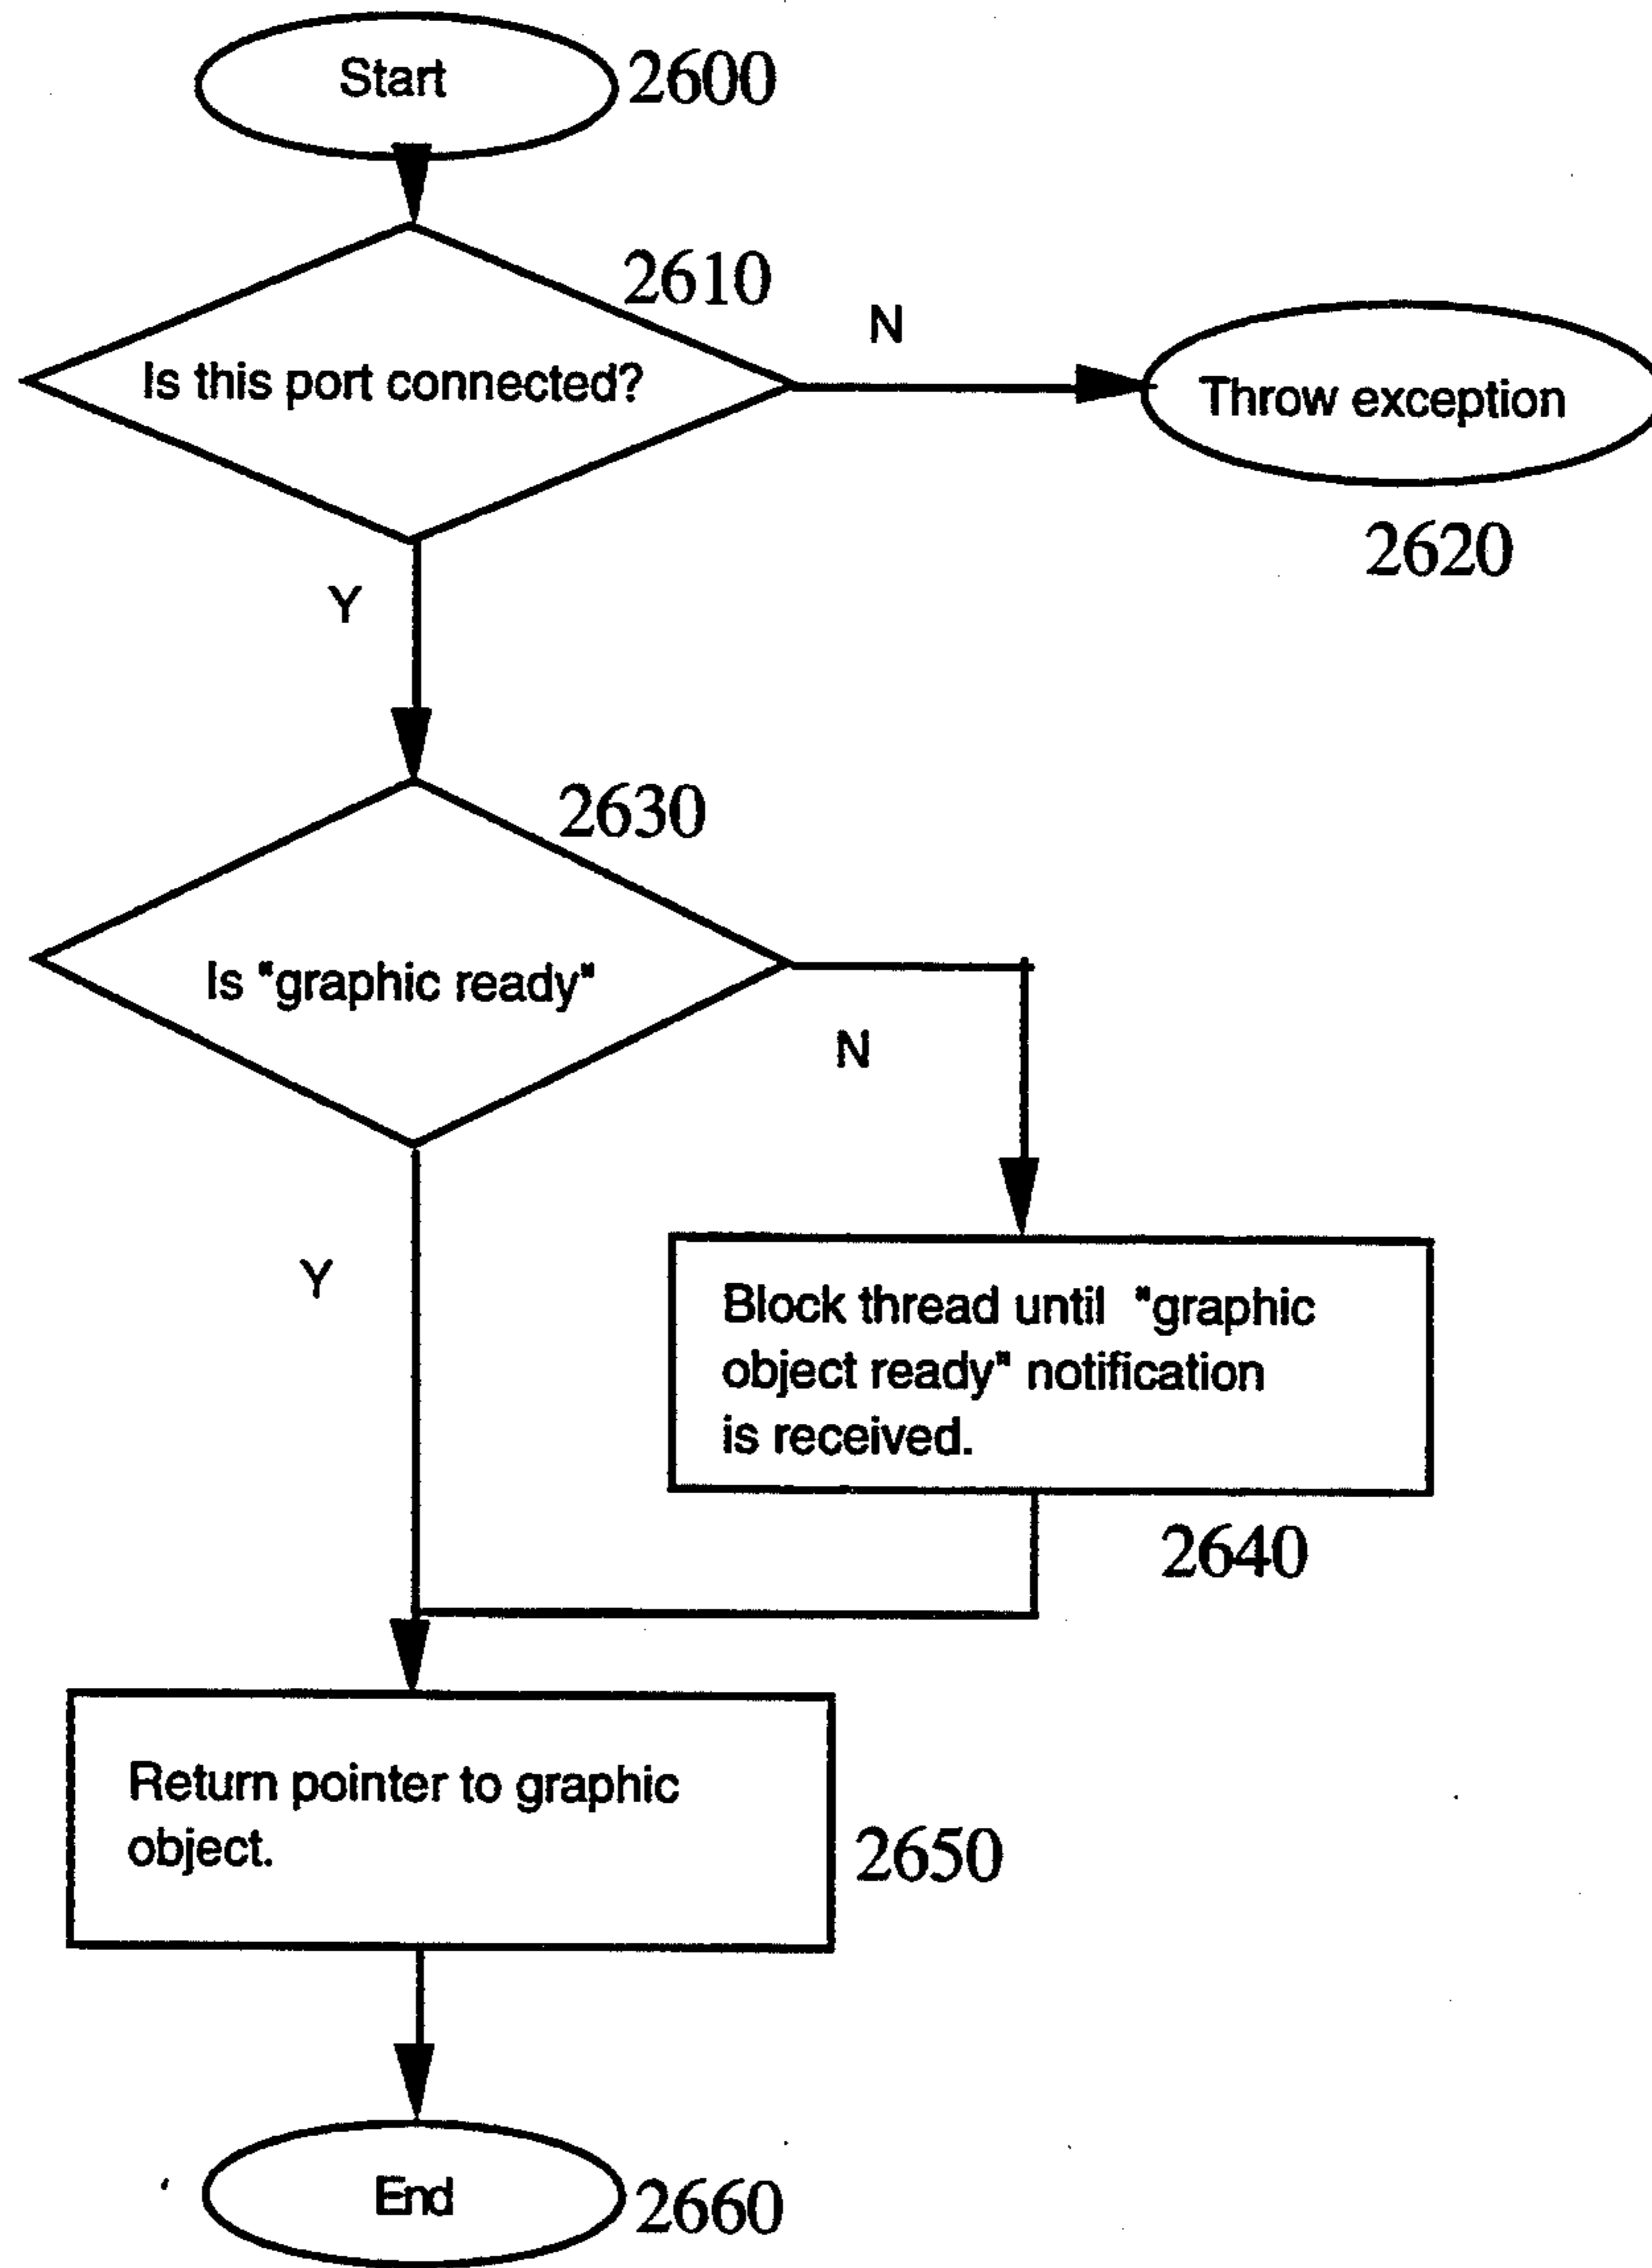 Start
2600
2610
Is this port connected?
N
Throw exception
2620
Y
2630
Is "graphic ready"
N
Y
Block thread until "graphic
object ready" notification
is received.
2640
Return pointer to graphic
object.
2650
End
2660